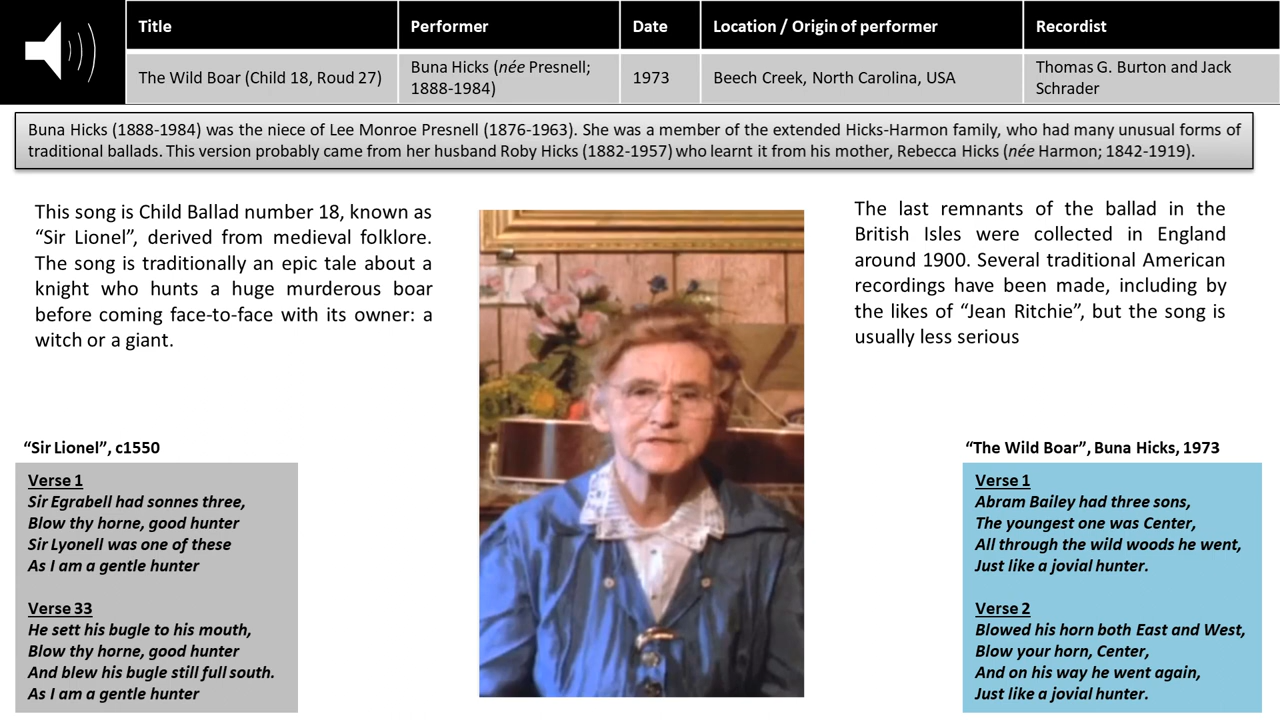 Title
Performer
Date
Location / Origin of performer
Recordist
The Wild Boar (Child 18, Roud 27)
Buna Hicks (née Presnell;
1888-1984)
1973
Beech Creek, North Carolina, USA
Thomas G. Burton and Jack
Schrader
Buna Hicks (1888-1984) was the niece of Lee Monroe Presnell (1876-1963). She was a member of the extended Hicks-Harmon family, who had many unusual forms of
traditional ballads. This version probably came from her husband Roby Hicks (1882-1957) who learnt it from his mother, Rebecca Hicks (née Harmon; 1842-1919).
This song is Child Ballad number 18, known as
“Sir Lionel”, derived from medieval folklore.
The song is traditionally an epic tale about a
knight who hunts a huge murderous boar
before coming face-to-face with its owner: a
witch or a giant.
The last remnants of the ballad in the
British Isles were collected in England
around 1900. Several traditional American
recordings have been made, including by
the likes of “Jean Ritchie”, but the song is
usually less serious
“Sir Lionel”, c1550
Verse 1
Sir Egrabell had sonnes three,
Blow thy horne, good hunter
Sir Lyonell was one of these
As I am a gentle hunter
Verse 33
He sett his bugle to his mouth,
Blow thy horne, good hunter
And blew his bugle still full south.
As I am a gentle hunter
“The Wild Boar”, Buna Hicks, 1973
Verse 1
Abram Bailey had three sons,
The youngest one was Center,
All through the wild woods he went,
Just like a jovial hunter.
Verse 2
Blowed his horn both East and West,
Blow your horn, Center,
And on his way he went again,
Just like a jovial hunter.